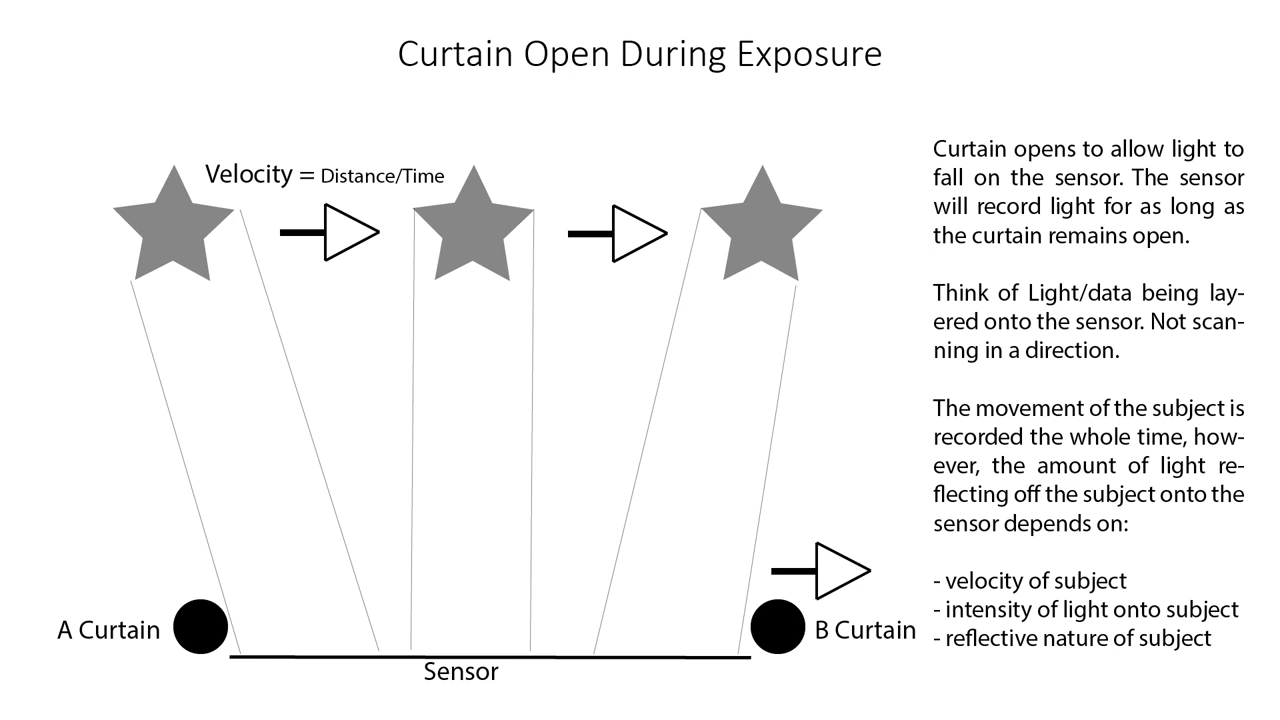 Curtain Open During Exposure
Velocity = Distance/Time
Curtain opens to allow light to
fall on the sensor. The sensor
will record light for as long as
the curtain remains open.
Think of Light/data being lay-
ered onto the sensor. Not scan-
ning in a direction.
The movement of the subject is
recorded the whole time, how-
ever, the amount of light re-
flecting off the subject onto the
sensor depends on:
- velocity of subject
- intensity of light onto subject
- reflective nature of subject
A Curtain
B Curtain
Sensor